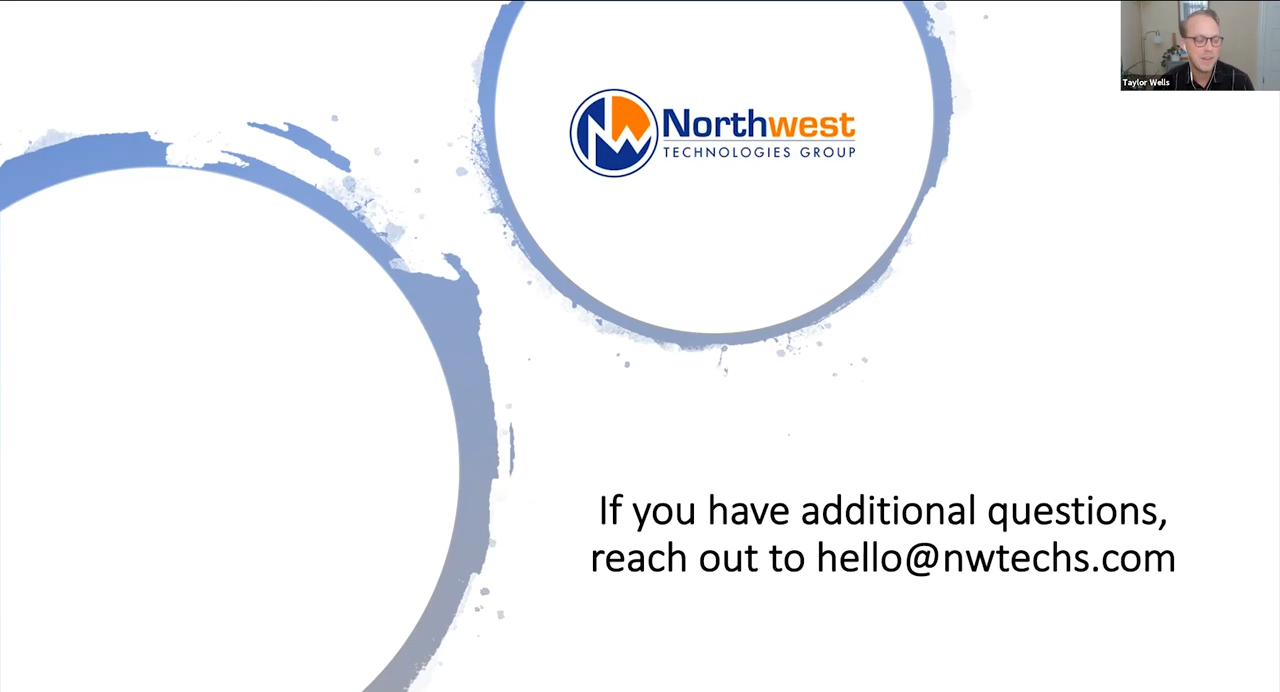 Taylor Wells
Northwest
TECHNOLOGIES GROUP
If you have additional questions,
reach out to hello@nwtechs.com